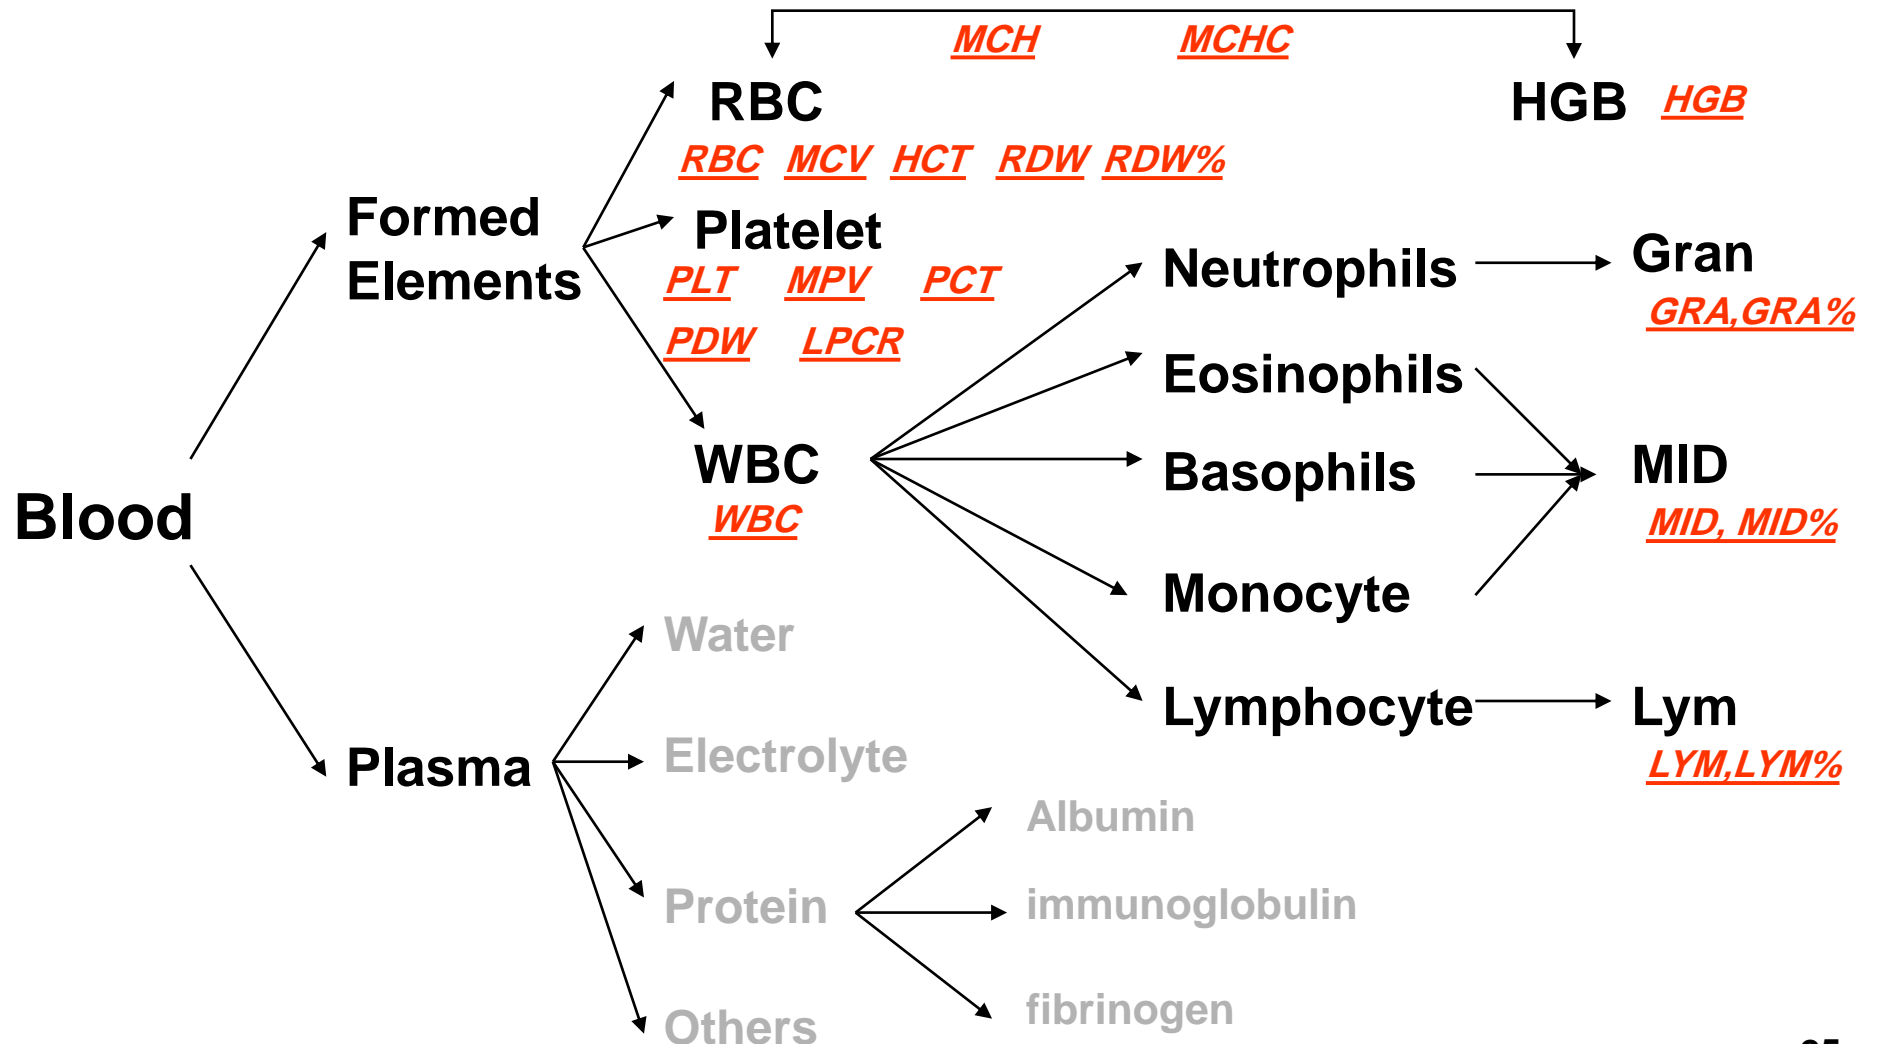 MCH MCHC
RBC HGB HGB
RBC MCV HCT RDW RDW%
Formed
Elements
Platelet
PLT MPV PCT
PDW LPCR
Neutrophils Gran
GRA,GRA%
Eosinophils
WBC
WBC
Basophils MID
MID, MID%
Blood
Monocyte
Water
Lymphocyte Lym
LYM,LYM%
Plasma
Electrolyte
Albumin
Protein
immunoglobulin
fibrinogen
Others